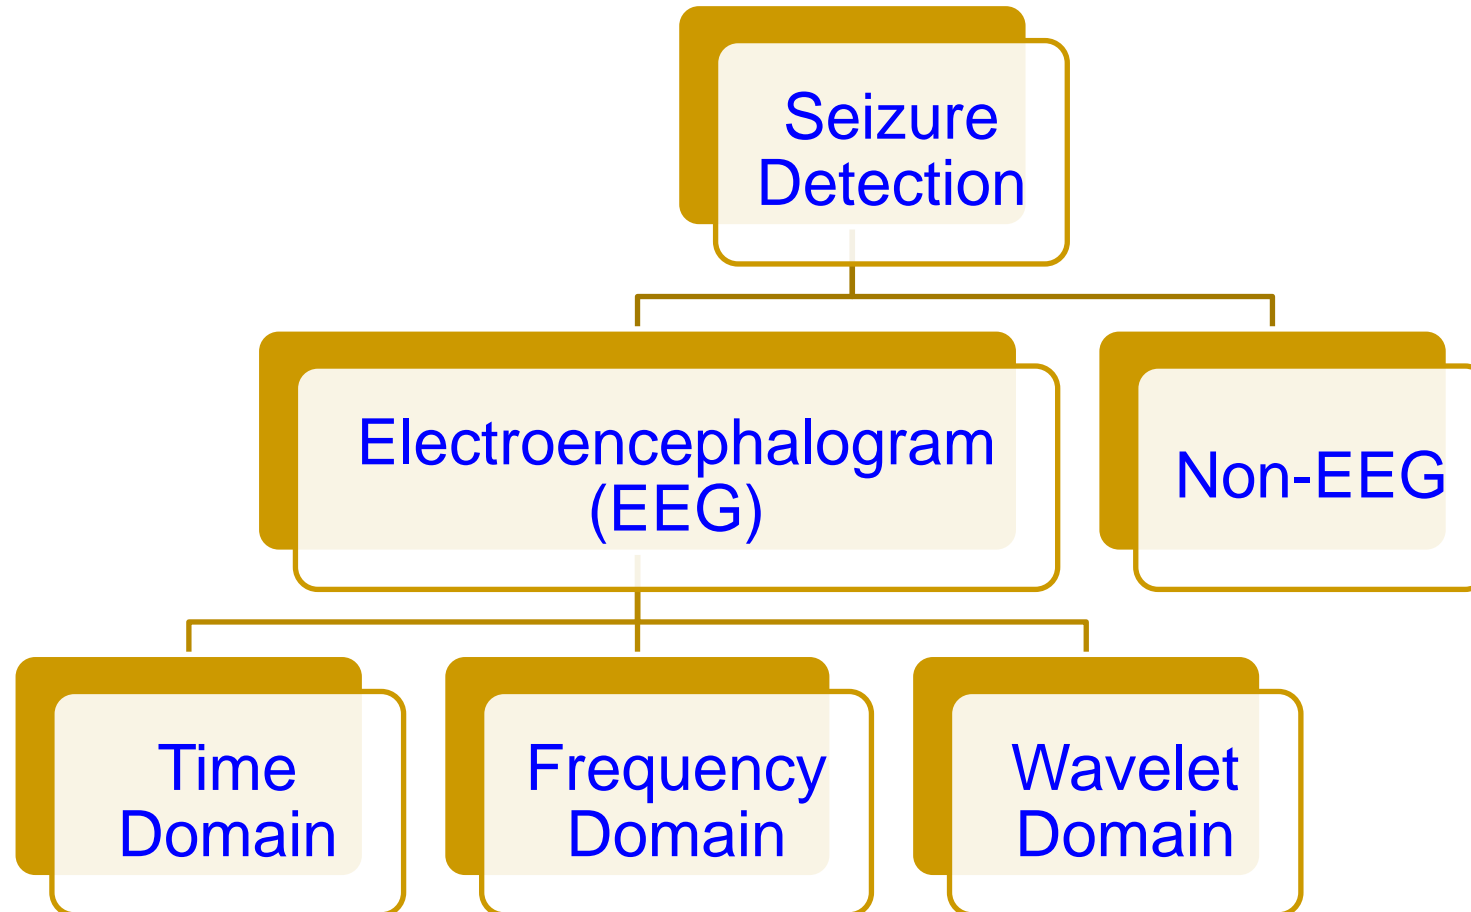 Seizure
Detection
Electroencephalogram
(EEG)
Non-EEG
Time
Domain
Frequency
Domain
Wavelet
Domain